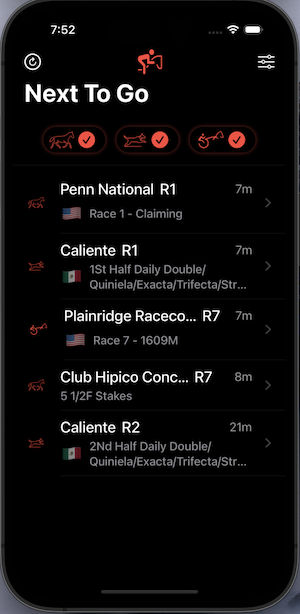 7:52
Next To Go
Penn National R1
7m
Race 1 - Claiming
Caliente R1
7m
1St Half Daily Double/
Quiniela/Exacta/Trifecta/Str...
Plainridge Raceco... R7
7m
Race 7 - 1609M
Club Hipico Conc... R7
8m
5 1/2F Stakes
Caliente R2
21m
2Nd Half Daily Double/
Quiniela/Exacta/Trifecta/Str...